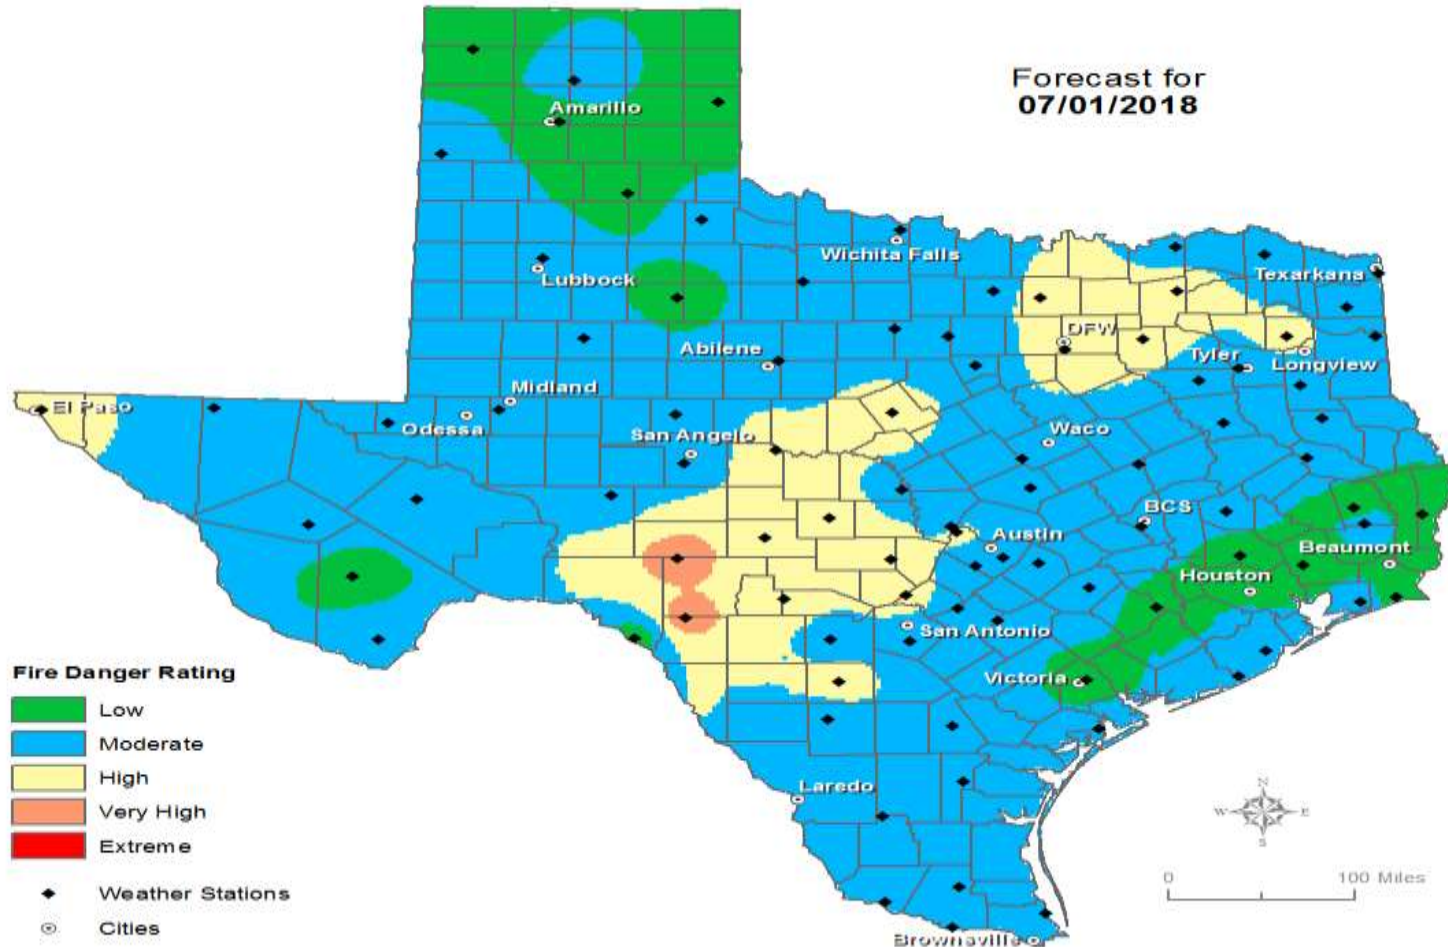 Forecast for
07/01/2018
Amarillo
Wichita Falls
Lubbock
Texarkana
DFW
Abilene
Tyler
Longview
Midland
El Paso
Odessa
San Angelo
Waco
BCS
Austin
Beaumont
Houston
San Antonio
Victoria
Laredo
Brownsville
Fire Danger Rating
Low
Moderate
High
Very High
Extreme
Weather Stations
Cities
N
W
E
S
0
100 Miles